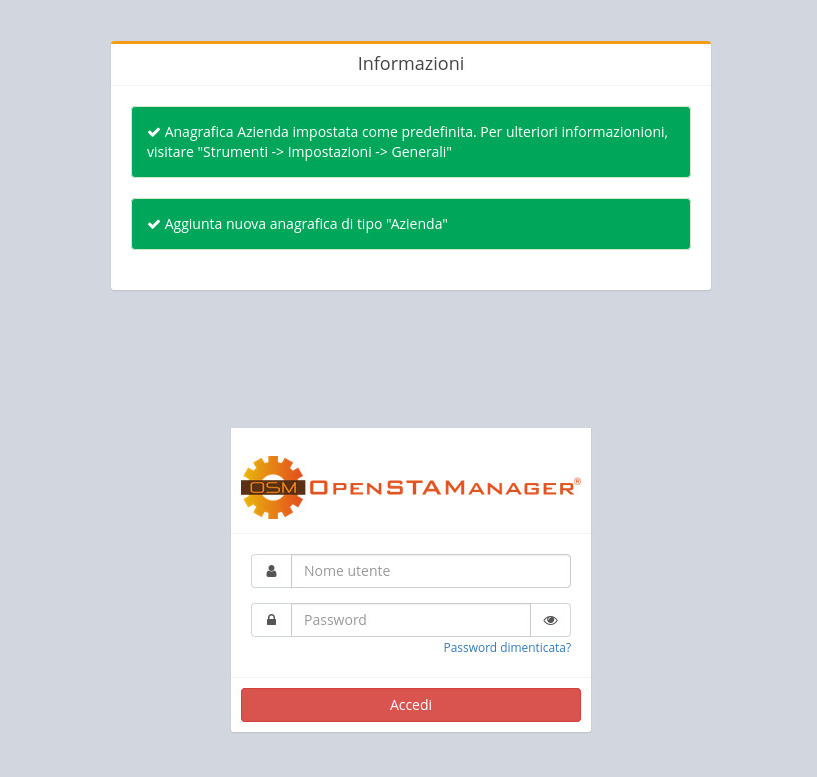 Informazioni
Anagrafica Azienda impostata come predefinita. Per ulteriori informazionioni,
visitare "Strumenti -> Impostazioni -> Generali"
Aggiunta nuova anagrafica di tipo "Azienda"
OSM OpenSTAManager®
Nome utente
Password
Password dimenticata?
Accedi